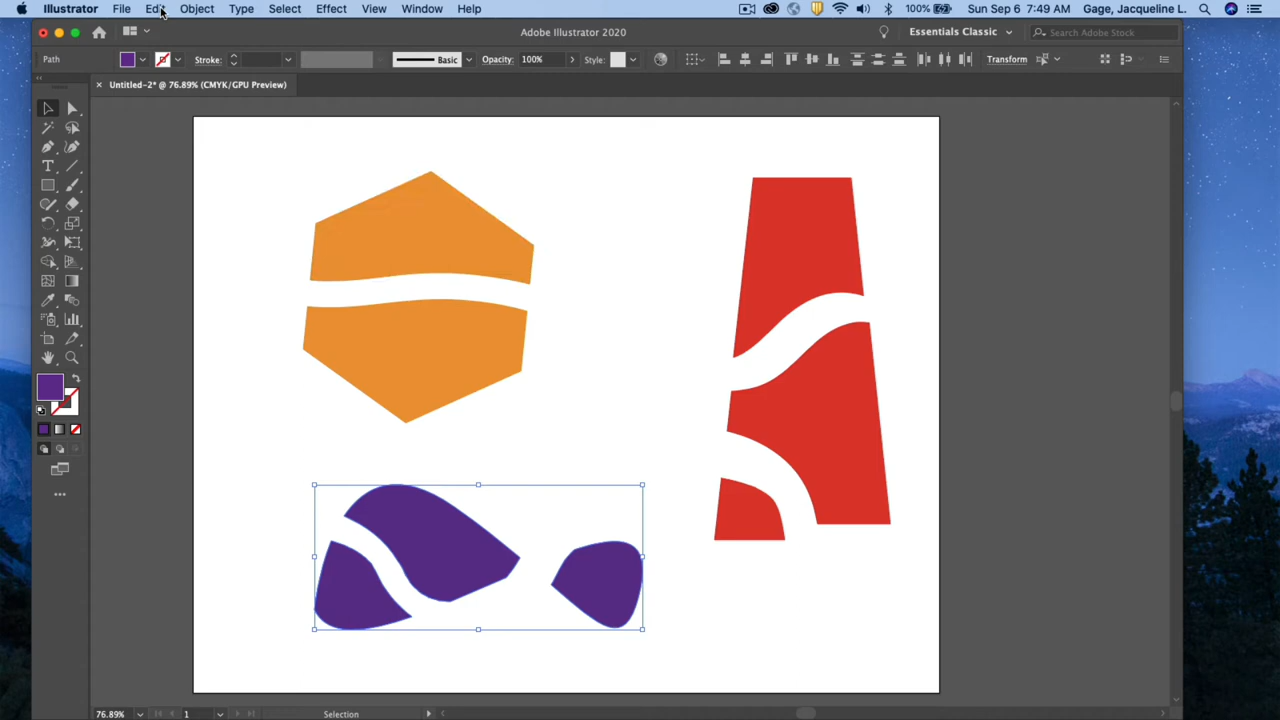 Illustrator File Edit Object Type Select Effect View Window Help 100% Sun Sep 6 7:49 AM Gage, Jacqueline L.
Adobe Illustrator 2020 Essentials Classic Search Adobe Stock
Path Stroke: Basic Opacity: 100% Style: Transform
× Untitled-2* @ 76.89% (CMYK/GPU Preview)
76.89% 1 Selection